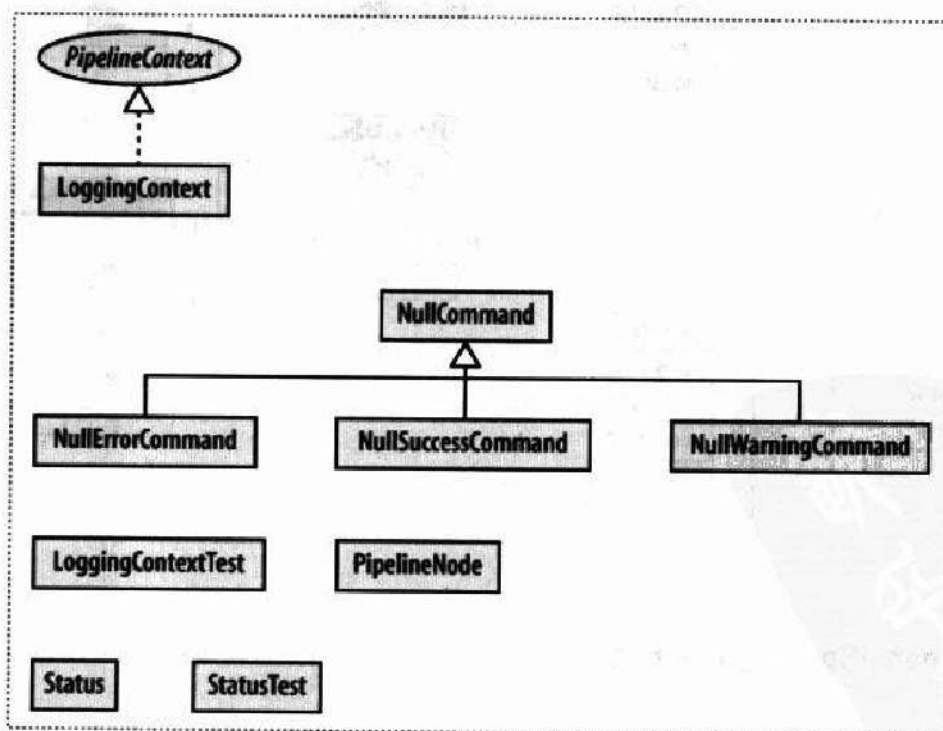 PipelineContext
LoggingContext
NullCommand
NullErrorCommand
NullSuccessCommand
NullWarningCommand
LoggingContextTest
PipelineNode
Status
StatusTest